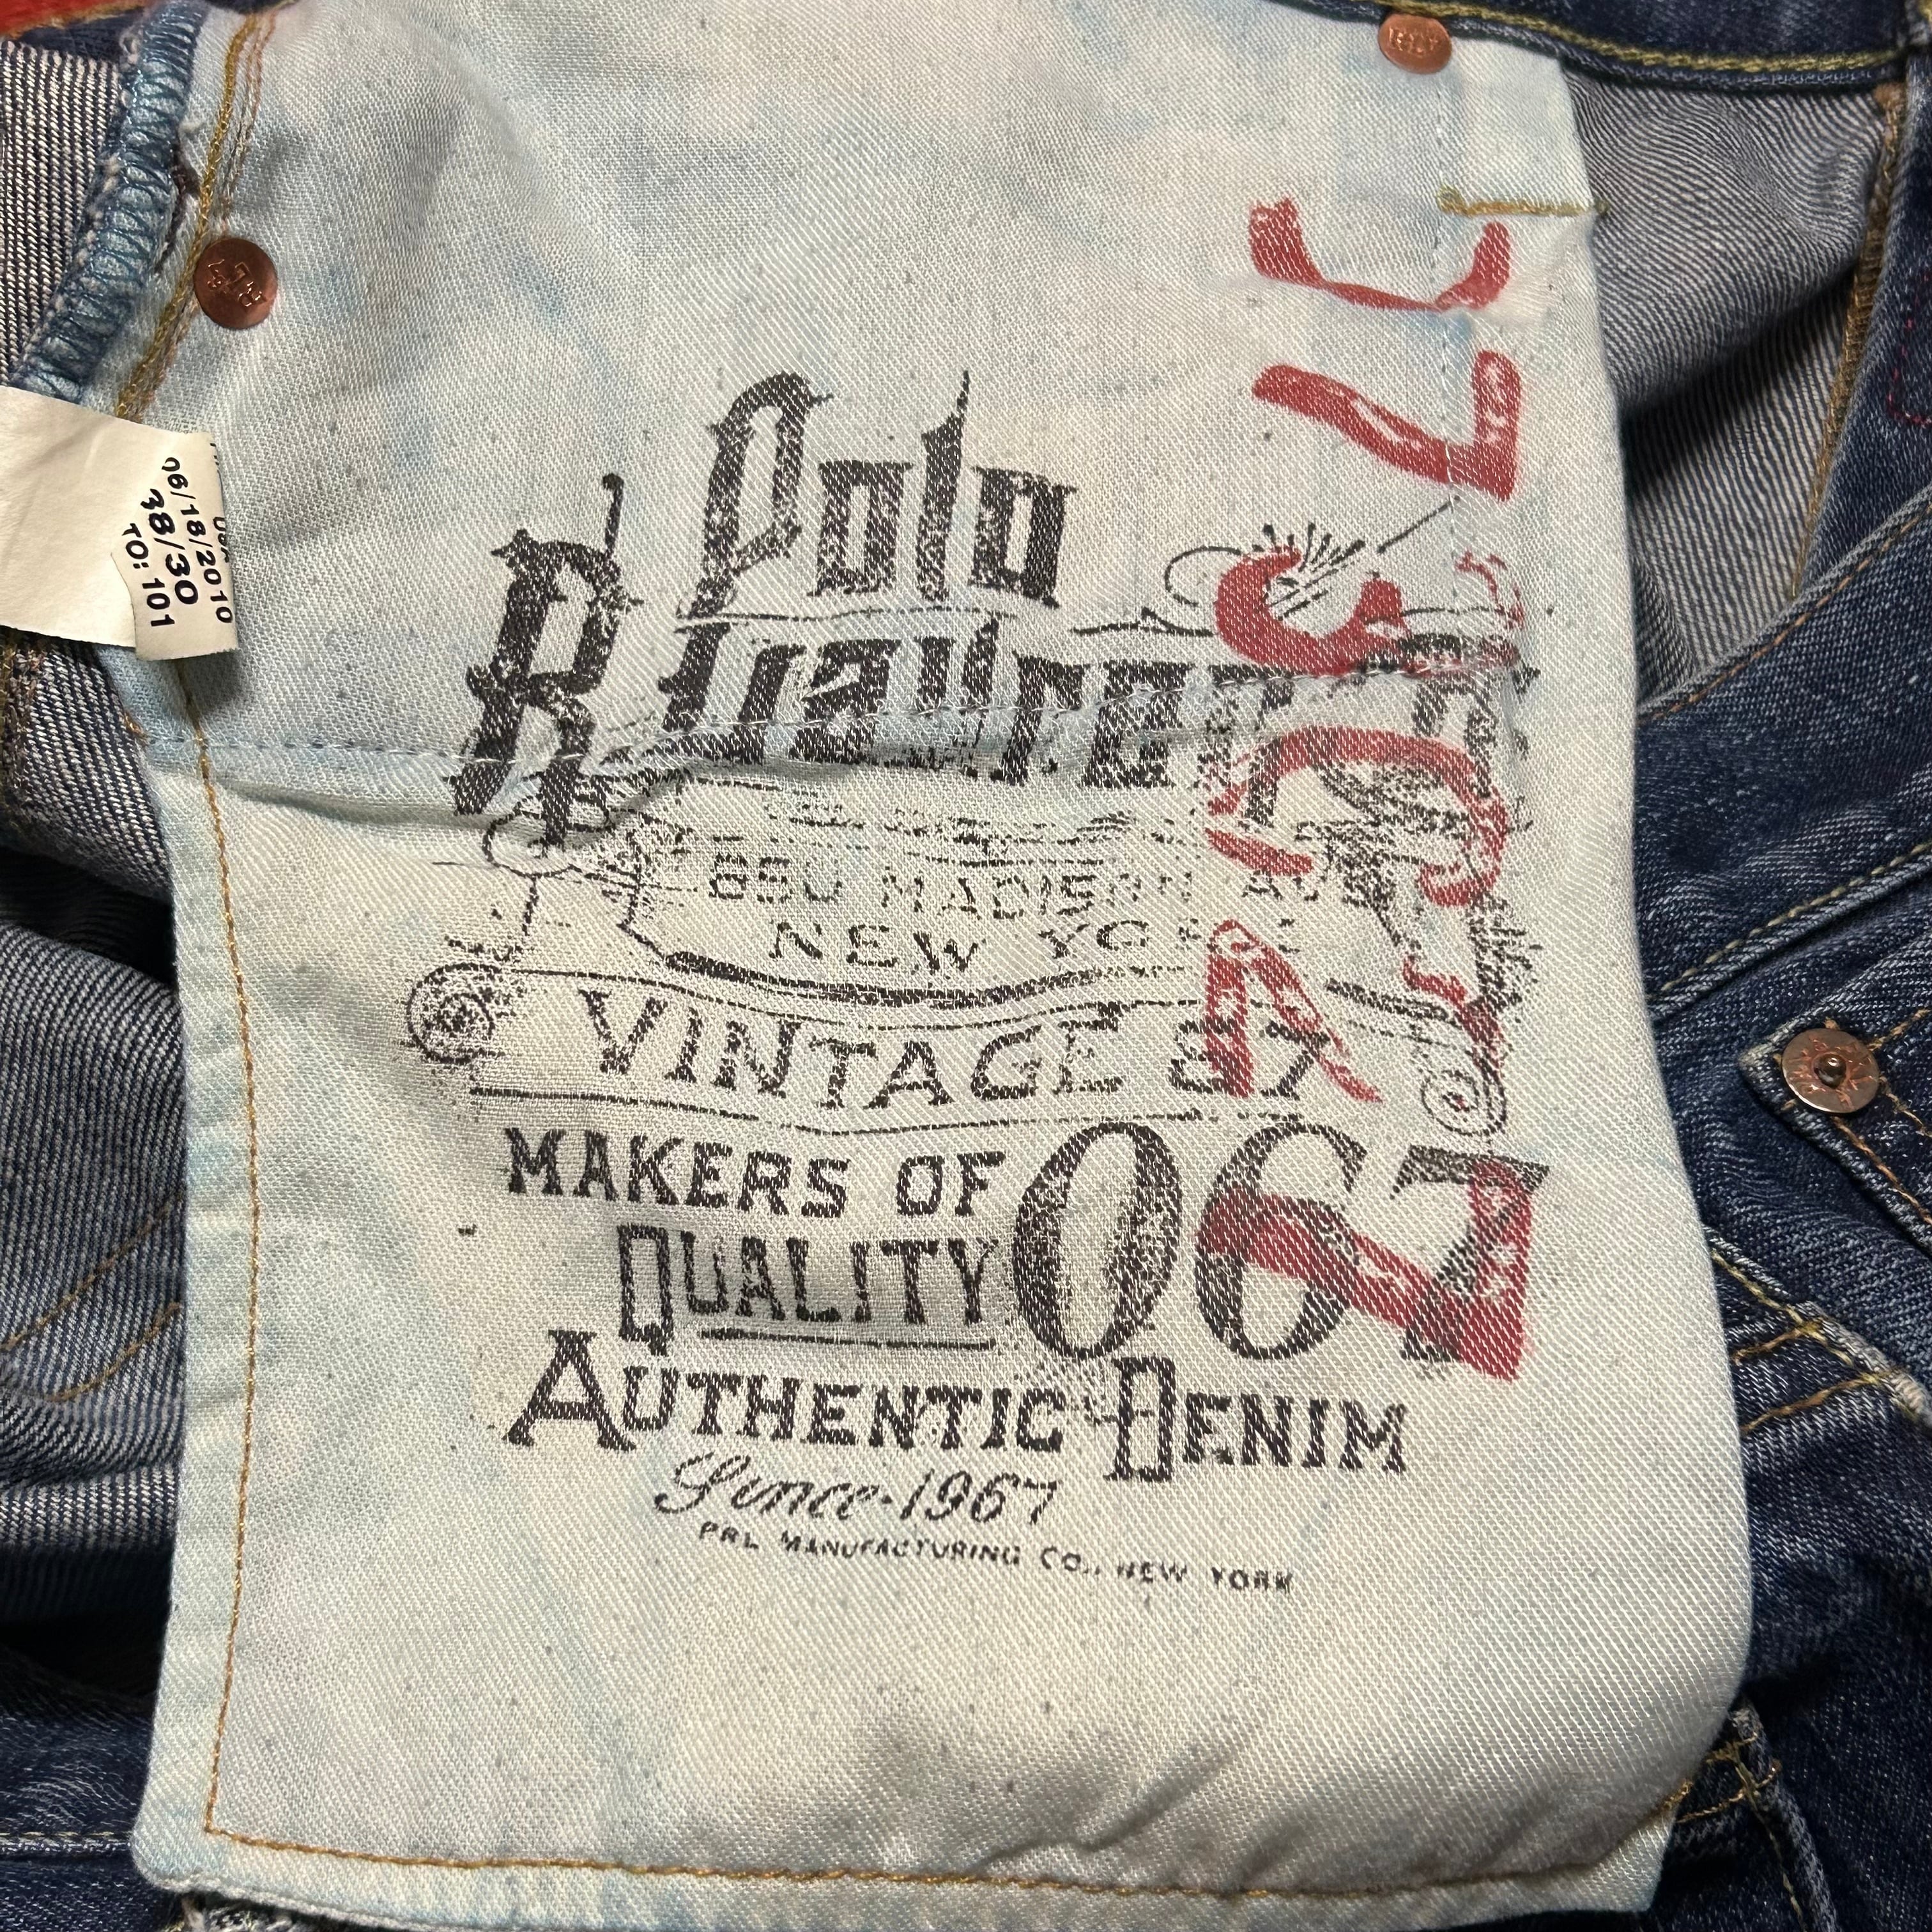 Polo
Ralph Lauren
650 MADISON AV
NEW YORK
VINTAGE 67
MAKERS OF
QUALITY
067
AUTHENTIC DENIM
Since 1967
PRL MANUFACTURING CO., NEW YORK
06/18/2010
38/30
TO: 101